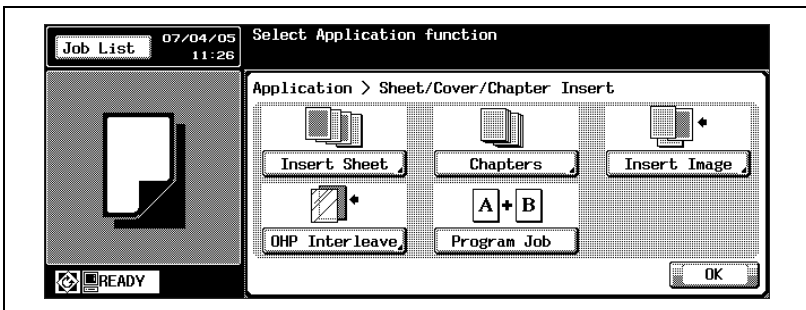 Job List
07/04/05
11:26
Select Application function
Application > Sheet/Cover/Chapter Insert
Insert Sheet
Chapters
Insert Image
OHP Interleave
A+B
Program Job
READY
OK